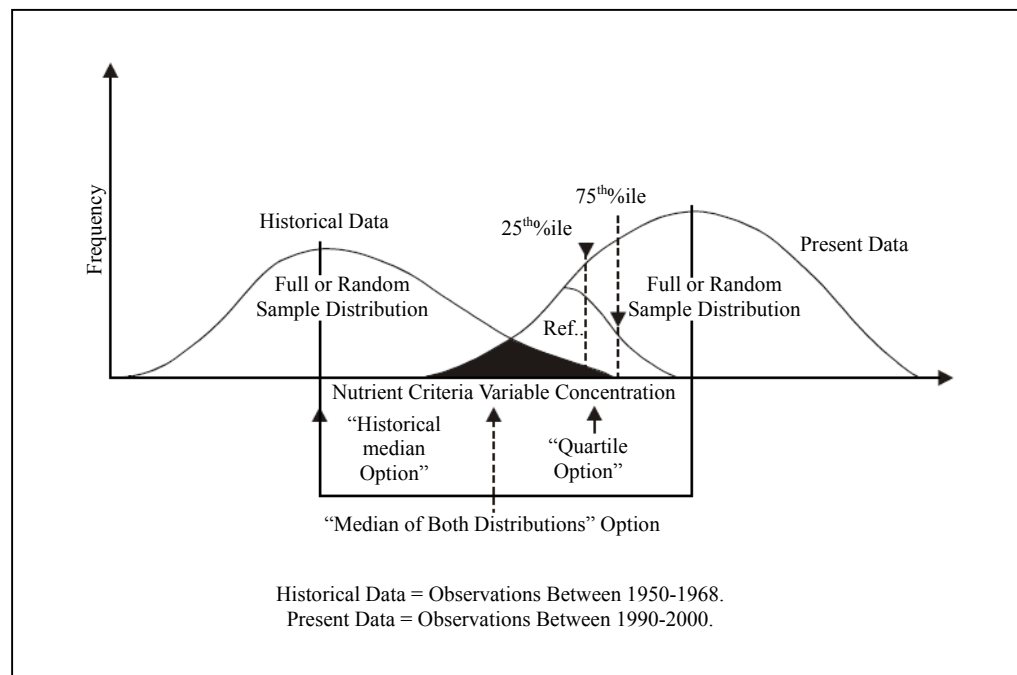 75th%ile
25th%ile
Frequency
Historical Data
Present Data
Full or Random
Sample Distribution
Full or Random
Sample Distribution
Ref..
Nutrient Criteria Variable Concentration
“Historical
median
Option”
“Quartile
Option”
“Median of Both Distributions” Option
Historical Data = Observations Between 1950-1968.
Present Data = Observations Between 1990-2000.